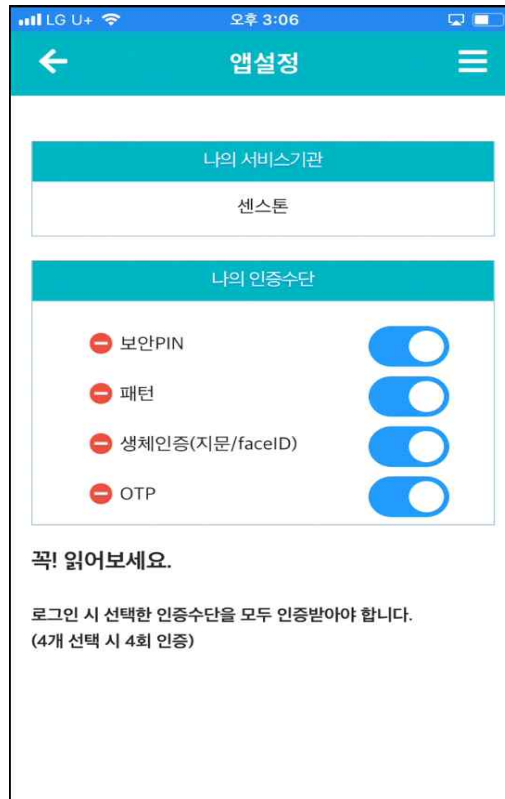 LG U+ 오후 3:06
앱설정
나의 서비스기관
센스톤
나의 인증수단
보안PIN
패턴
생체인증(지문/faceID)
OTP
꼭! 읽어보세요.
로그인 시 선택한 인증수단을 모두 인증받아야 합니다.
(4개 선택 시 4회 인증)